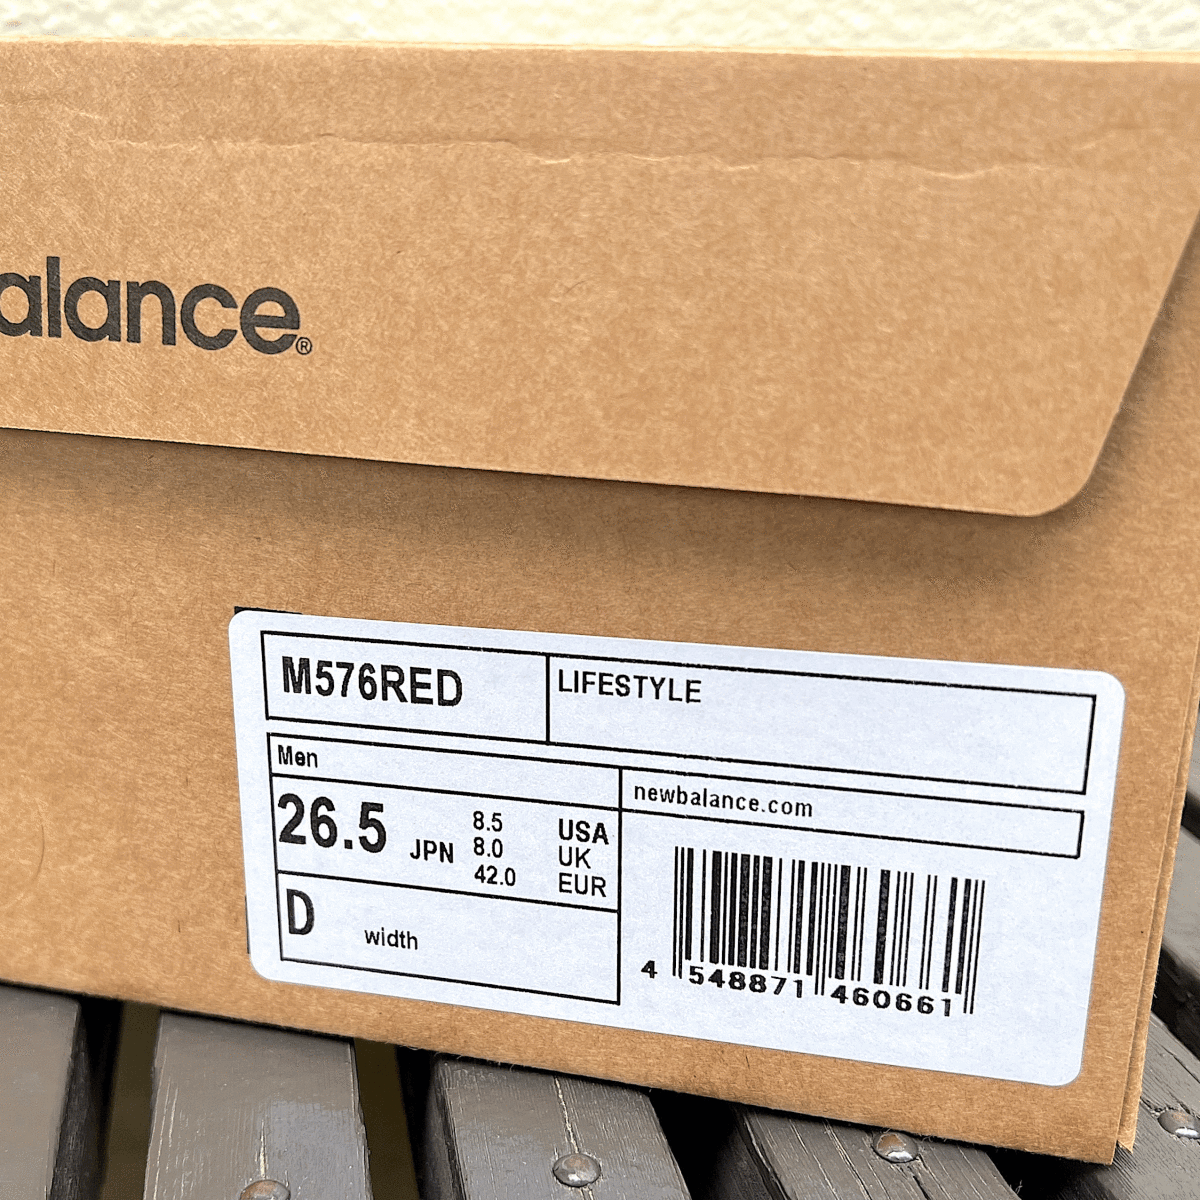 alance®
M576RED
LIFESTYLE
Men
newbalance.com
26.5 JPN
8.5 USA
8.0 UK
42.0 EUR
D width
4 548871 460661